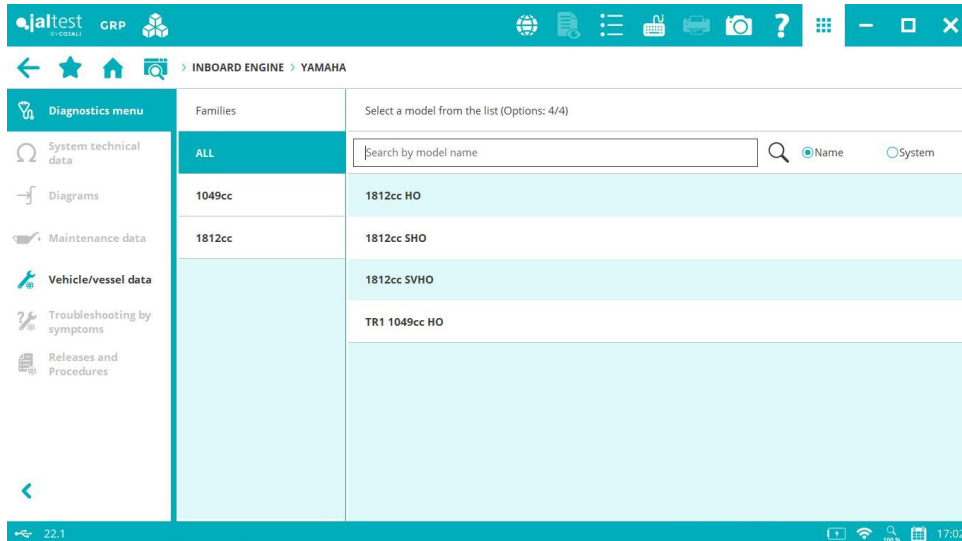 jaltest GRP
BY COJALI
> INBOARD ENGINE > YAMAHA
Diagnostics menu
System technical
data
Diagrams
Maintenance data
Vehicle/vessel data
Troubleshooting by
symptoms
Releases and
Procedures
Families
ALL
1049cc
1812cc
Select a model from the list (Options: 4/4)
Search by model name
Name
System
1812cc HO
1812cc SHO
1812cc SVHO
TR1 1049cc HO
22.1
100 %
17:02